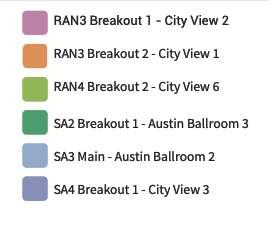 RAN3 Breakout 1 - City View 2
RAN3 Breakout 2 - City View 1
RAN4 Breakout 2 - City View 6
SA2 Breakout 1 - Austin Ballroom 3
SA3 Main - Austin Ballroom 2
SA4 Breakout 1 - City View 3